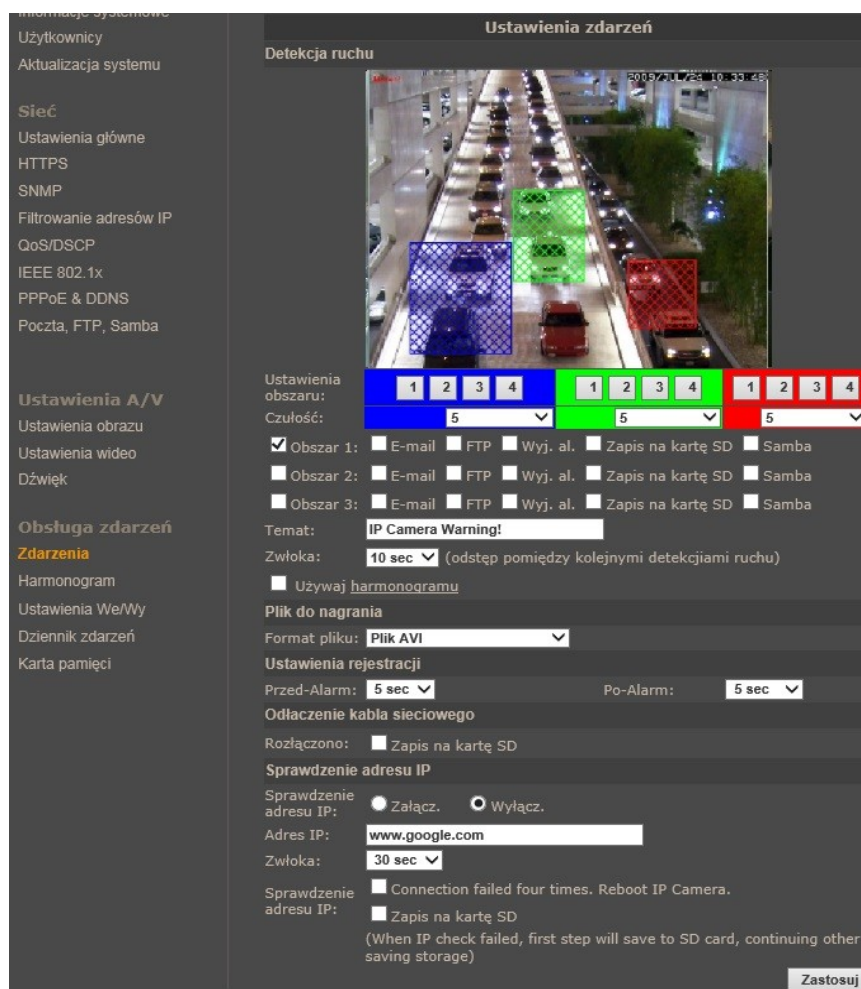 Informacje systemowe
Użytkownicy
Aktualizacja systemu
Sieć
Ustawienia główne
HTTPS
SNMP
Filtrowanie adresów IP
QoS/DSCP
IEEE 802.1x
PPPoE & DDNS
Poczta, FTP, Samba
Ustawienia A/V
Ustawienia obrazu
Ustawienia wideo
Dźwięk
Obsługa zdarzeń
Zdarzenia
Harmonogram
Ustawienia We/Wy
Dziennik zdarzeń
Karta pamięci
Ustawienia zdarzeń
Detekcja ruchu
2009/JUL/24 10:33:48
Ustawienia obszaru: 1 2 3 4 1 2 3 4 1 2 3 4
Czułość: 5 5 5
Obszar 1: E-mail FTP Wyj. al. Zapis na kartę SD Samba
Obszar 2: E-mail FTP Wyj. al. Zapis na kartę SD Samba
Obszar 3: E-mail FTP Wyj. al. Zapis na kartę SD Samba
Temat: IP Camera Warning!
Zwłoka: 10 sec (odstęp pomiędzy kolejnymi detekcjiami ruchu)
Używaj harmonogramu
Plik do nagrania
Format pliku: Plik AVI
Ustawienia rejestracji
Przed-Alarm: 5 sec Po-Alarm: 5 sec
Odłaczenie kabla sieciowego
Rozłączono: Zapis na kartę SD
Sprawdzenie adresu IP
Sprawdzenie adresu IP: Załącz. Wyłącz.
Adres IP: www.google.com
Zwłoka: 30 sec
Sprawdzenie adresu IP: Connection failed four times. Reboot IP Camera.
Zapis na kartę SD
(When IP check failed, first step will save to SD card, continuing other
saving storage)
Zastosuj